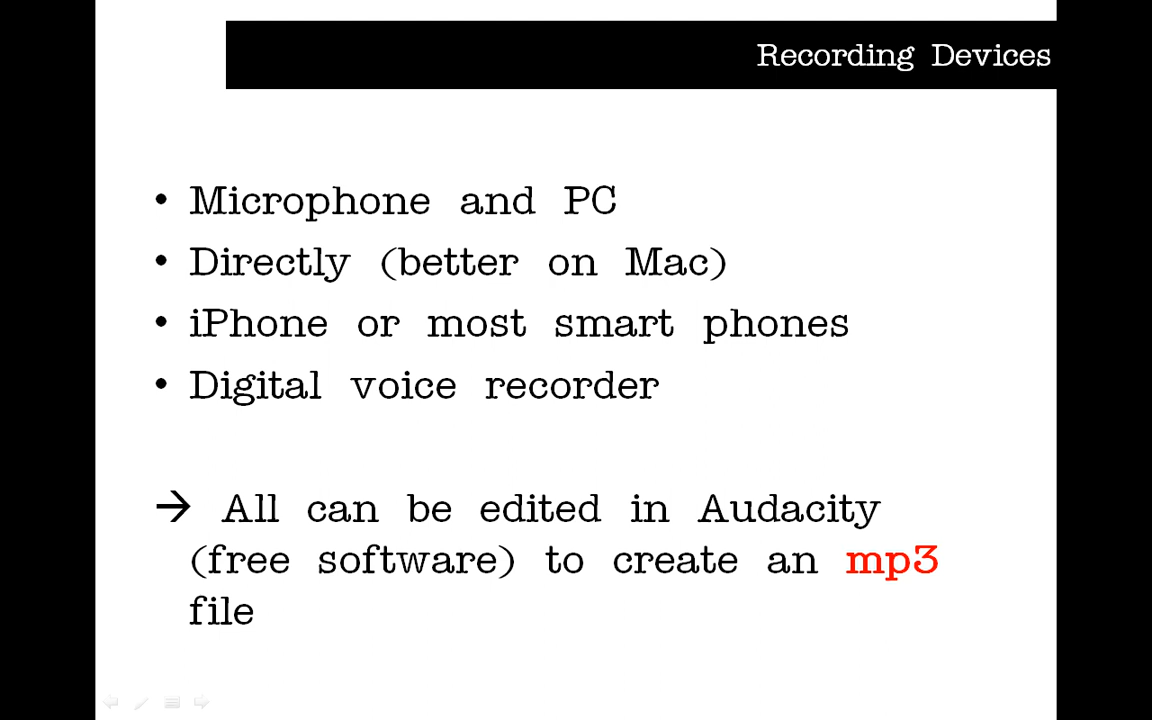 Recording Devices
• Microphone and PC
• Directly (better on Mac)
• iPhone or most smart phones
• Digital voice recorder
→ All can be edited in Audacity
(free software) to create an mp3
file